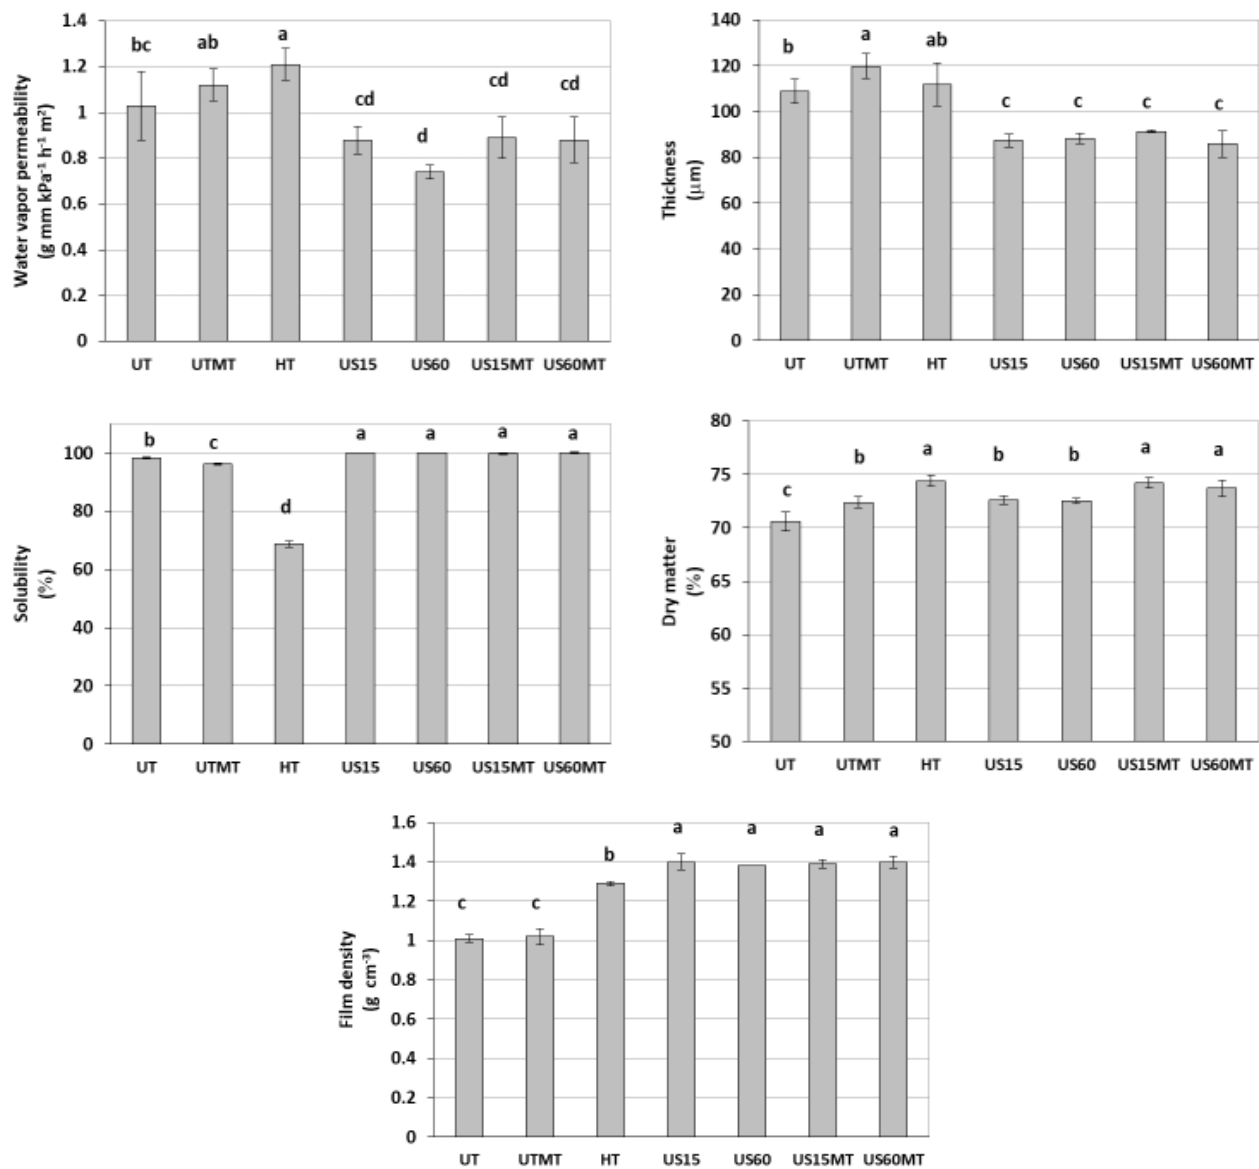 Water vapor permeability
(g mm kPa⁻¹ h⁻¹ m²)
1.4
1.2
1
0.8
0.6
0.4
0.2
0
bc
ab
a
cd
d
cd
cd
UT UTMT HT US15 US60 US15MT US60MT
Thickness
(μm)
140
120
100
80
60
40
20
0
b
a
ab
c
c
c
c
UT UTMT HT US15 US60 US15MT US60MT
Solubility
(%)
100
80
60
40
20
0
b
c
d
a
a
a
a
UT UTMT HT US15 US60 US15MT US60MT
Dry matter
(%)
80
75
70
65
60
55
50
c
b
a
b
b
a
a
UT UTMT HT US15 US60 US15MT US60MT
Film density
(g cm⁻³)
1.6
1.4
1.2
1
0.8
0.6
0.4
0.2
0
c
c
b
a
a
a
a
UT UTMT HT US15 US60 US15MT US60MT